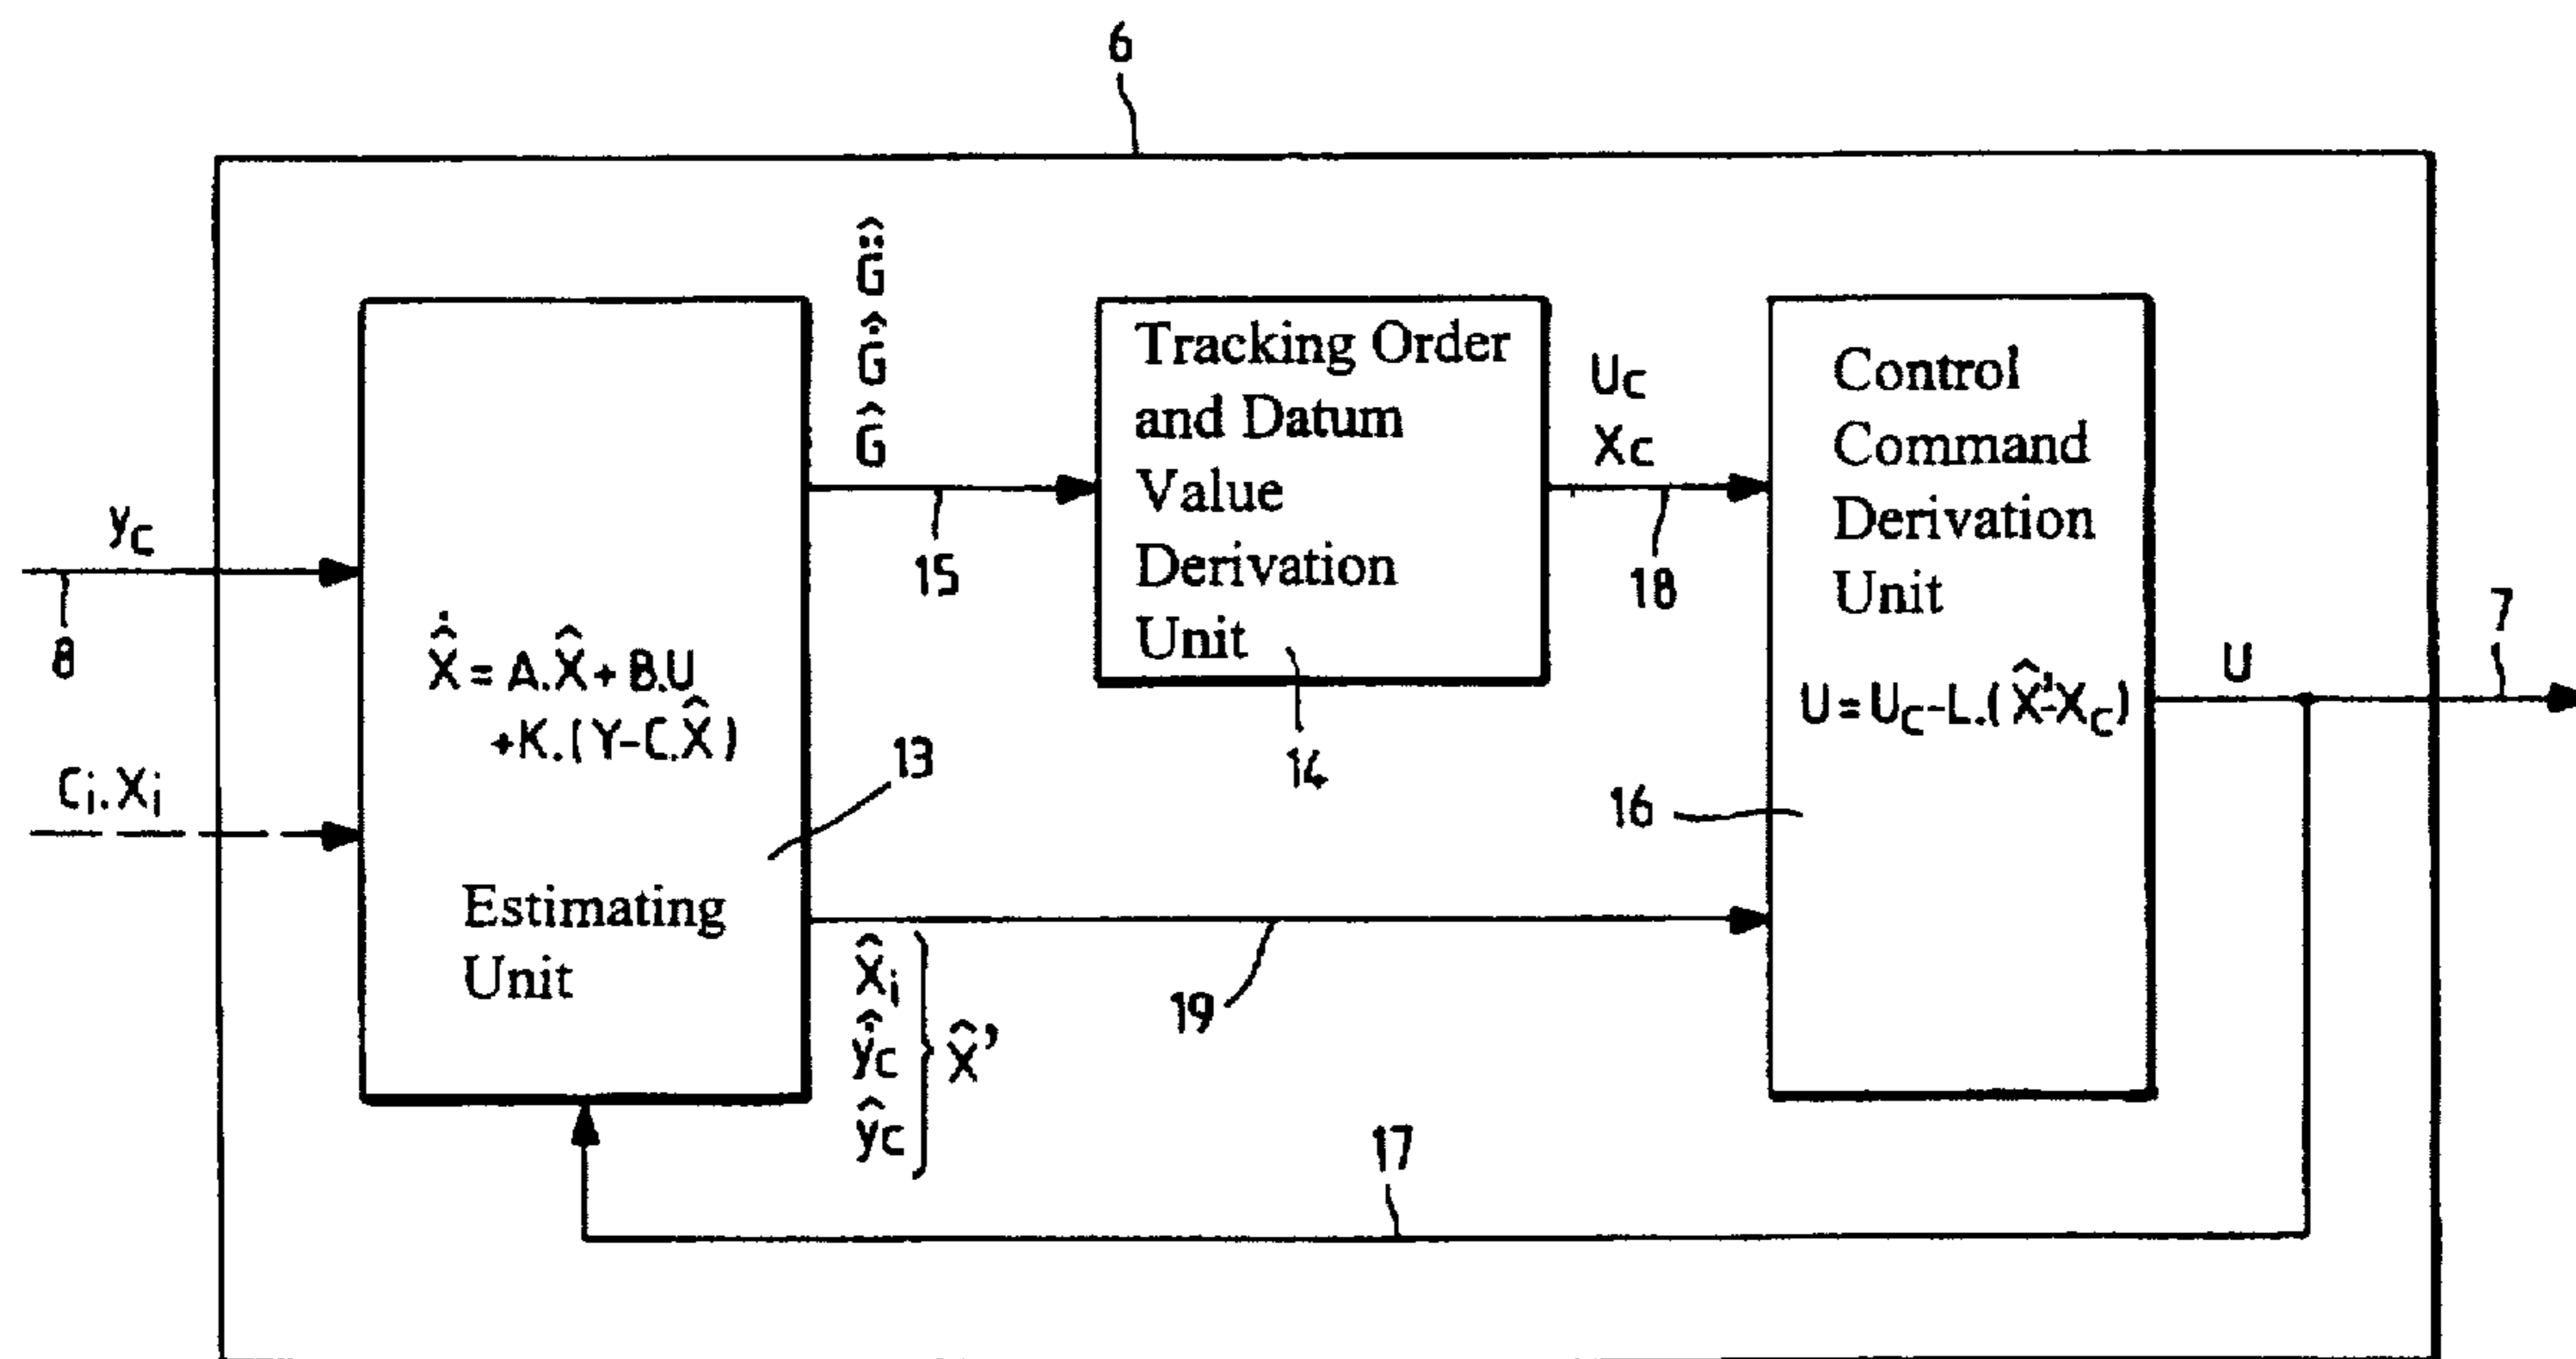 6
G̈̂
Ġ̂
Ĝ
Tracking Order
and Datum
Value
Derivation
Unit
14
15
Uc
Xc
18
Control
Command
Derivation
Unit
U = Uc-L.(X̂'-Xc)
16
yc
8
Ci.Xi
Ẋ̂ = A.X̂ + B.U
+K.(Y-C.X̂)
13
Estimating
Unit
X̂i
ẏ̂c
ŷc
X̂'
19
17
U
7